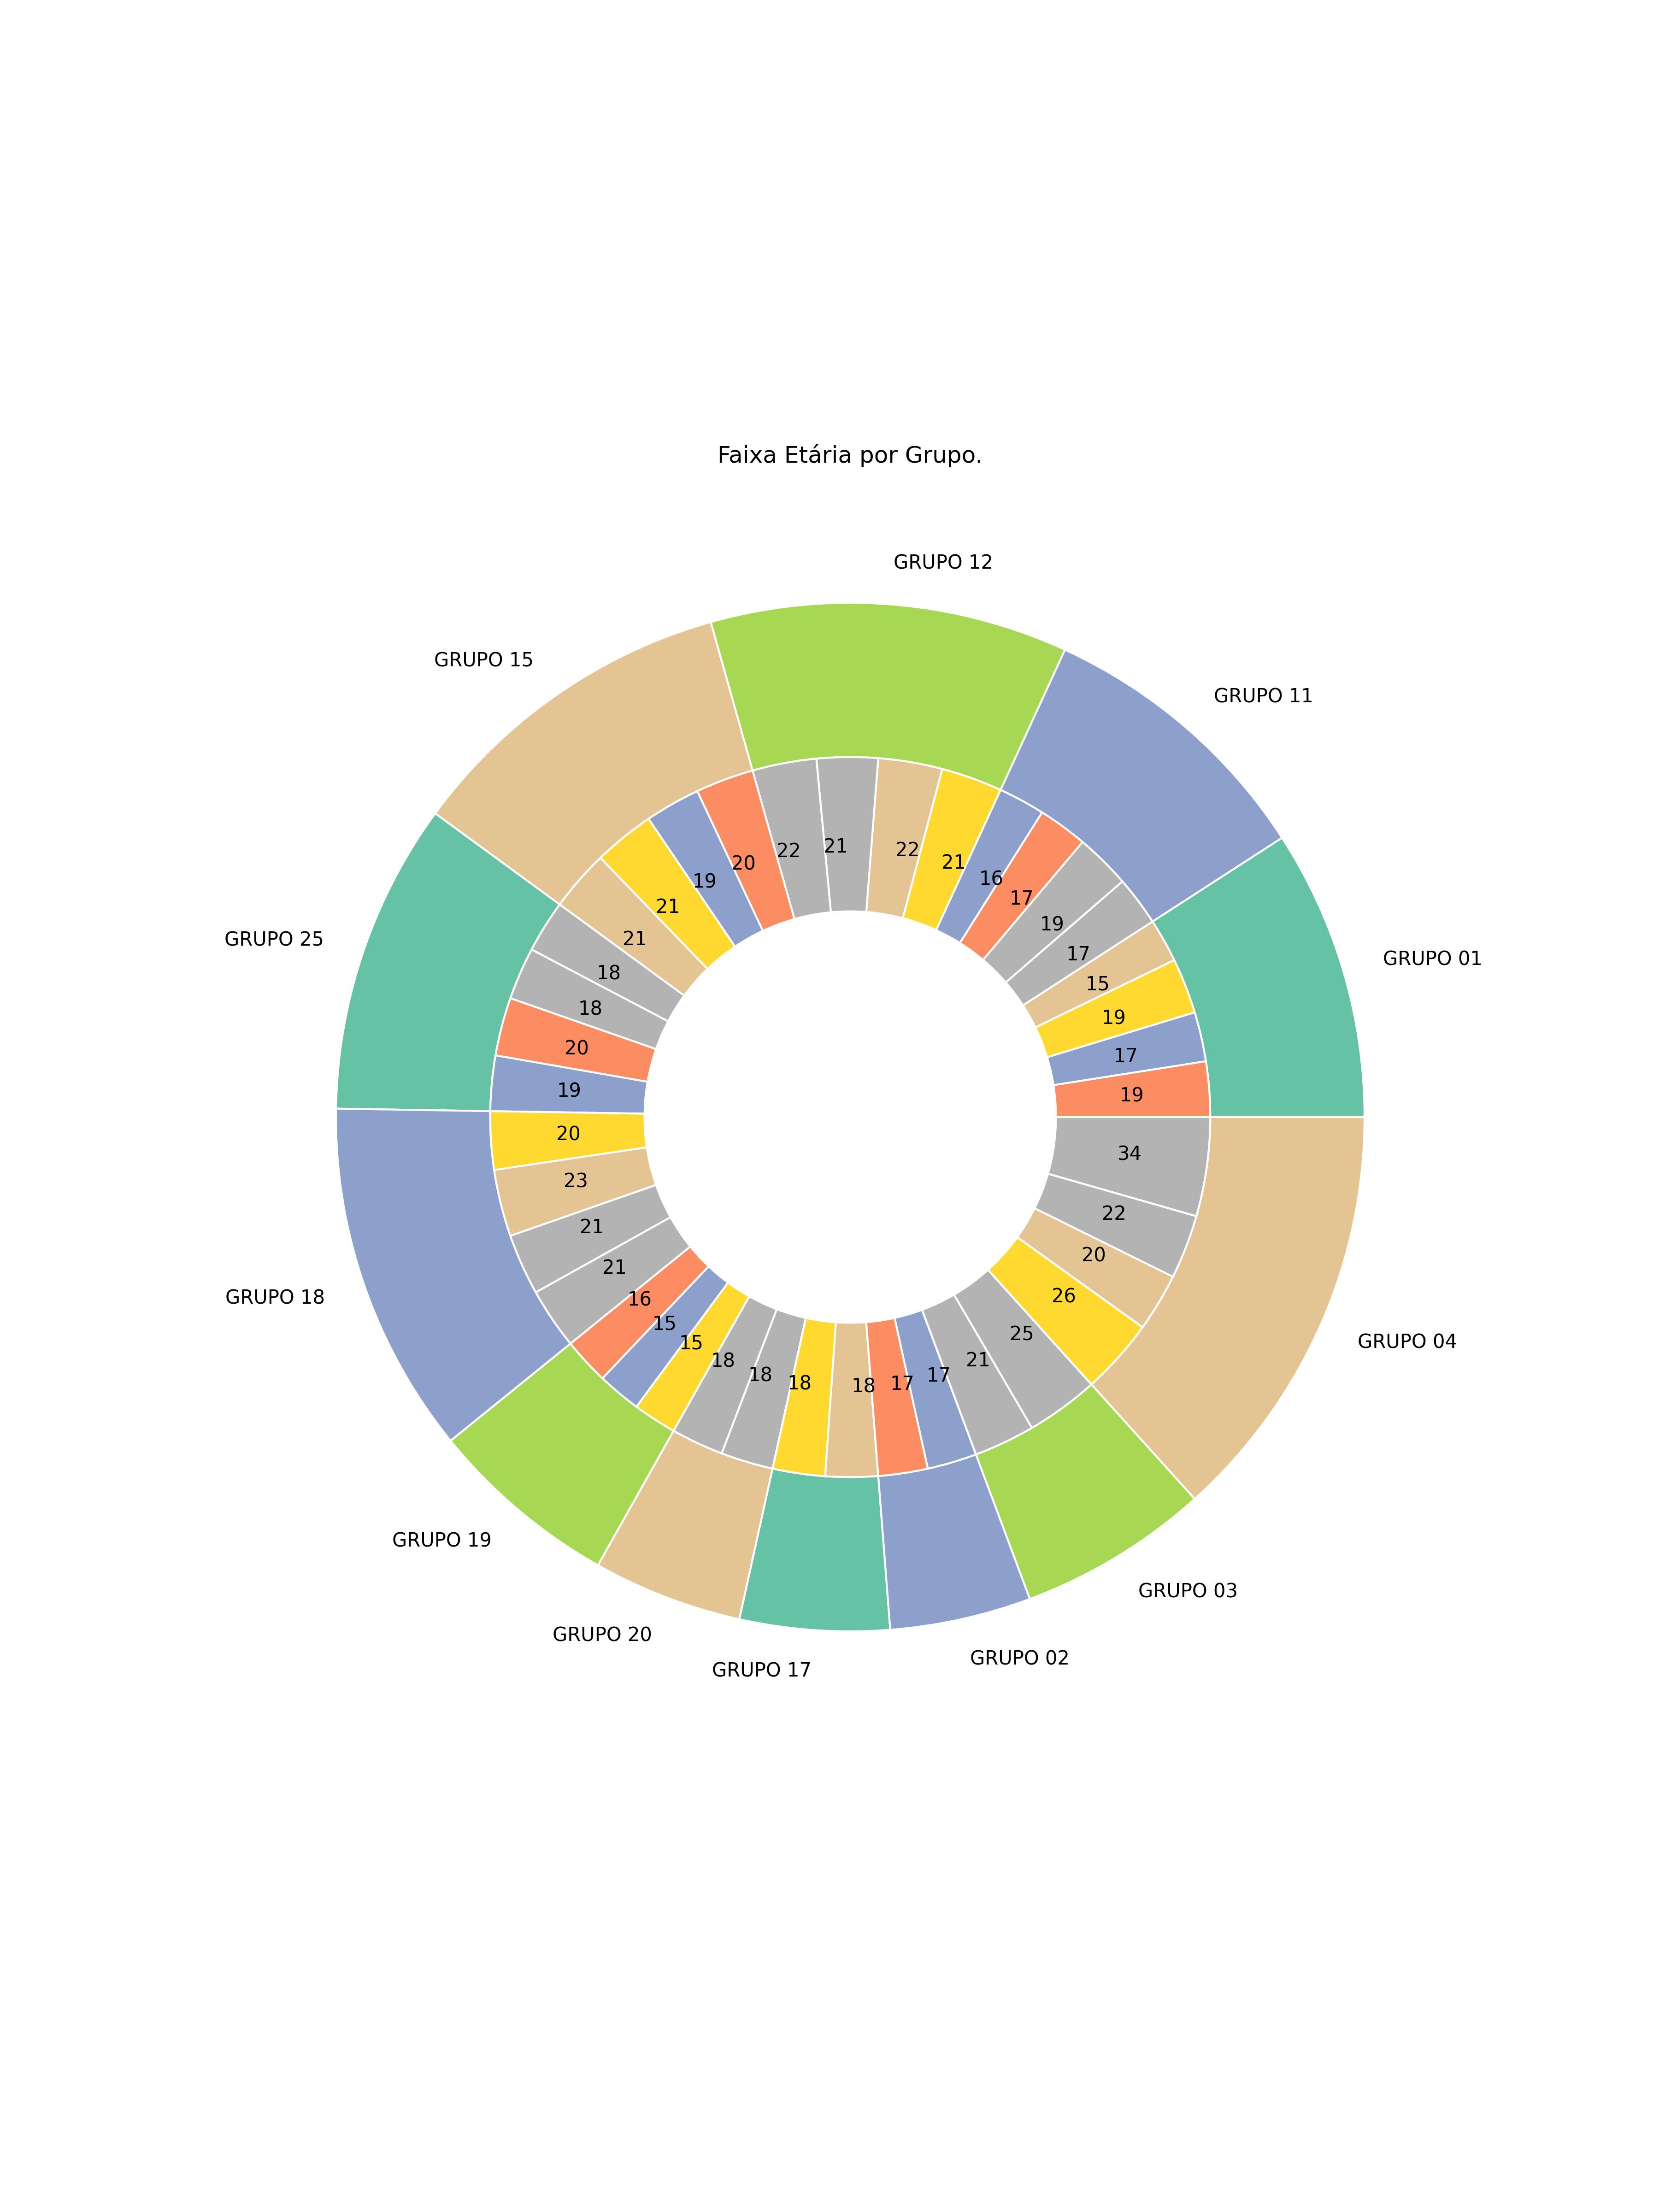 Faixa Etária por Grupo.
GRUPO 12
GRUPO 15
GRUPO 11
22 21 22 21
20 16
19 17
21 19
GRUPO 25
21 17
GRUPO 01
18 15
18 19
20 17
19 19
20 34
23 22
21 20
21 26
GRUPO 18
16
15 25
15 21
GRUPO 04
18 18 18 18 17 17
GRUPO 19
GRUPO 03
GRUPO 20
GRUPO 02
GRUPO 17